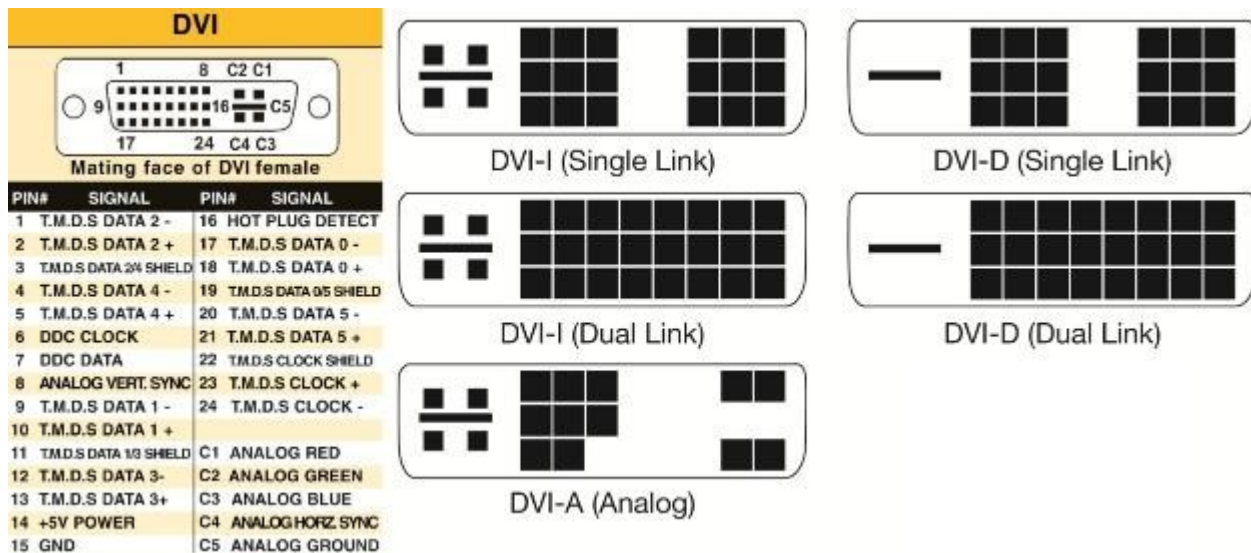 DVI
1 8 C2 C1
9 16 C5
17 24 C4 C3
Mating face of DVI female
PIN# SIGNAL PIN# SIGNAL
1 T.M.D.S DATA 2 - 16 HOT PLUG DETECT
2 T.M.D.S DATA 2 + 17 T.M.D.S DATA 0 -
3 T.M.D.S DATA 2/4 SHIELD 18 T.M.D.S DATA 0 +
4 T.M.D.S DATA 4 - 19 T.M.D.S DATA 0/5 SHIELD
5 T.M.D.S DATA 4 + 20 T.M.D.S DATA 5 -
6 DDC CLOCK 21 T.M.D.S DATA 5 +
7 DDC DATA 22 T.M.D.S CLOCK SHIELD
8 ANALOG VERT. SYNC 23 T.M.D.S CLOCK +
9 T.M.D.S DATA 1 - 24 T.M.D.S CLOCK -
10 T.M.D.S DATA 1 +
11 T.M.D.S DATA 1/3 SHIELD C1 ANALOG RED
12 T.M.D.S DATA 3- C2 ANALOG GREEN
13 T.M.D.S DATA 3+ C3 ANALOG BLUE
14 +5V POWER C4 ANALOG HORZ. SYNC
15 GND C5 ANALOG GROUND
DVI-I (Single Link)
DVI-D (Single Link)
DVI-I (Dual Link)
DVI-D (Dual Link)
DVI-A (Analog)